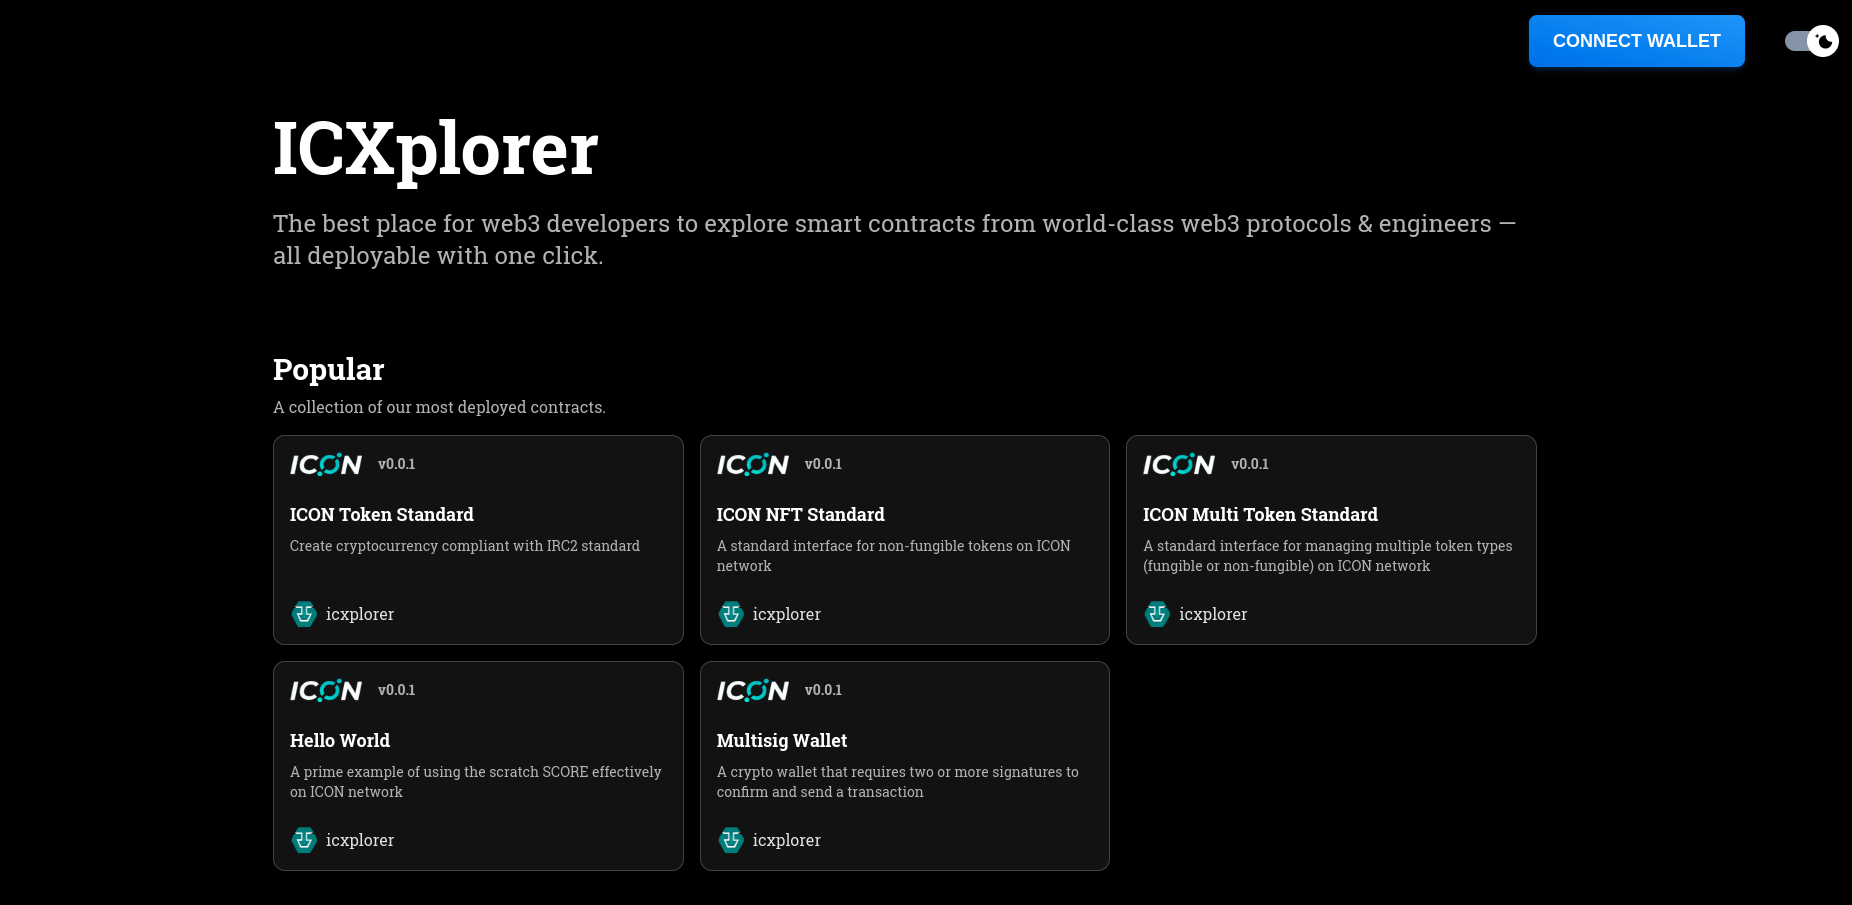 CONNECT WALLET
ICXplorer
The best place for web3 developers to explore smart contracts from world-class web3 protocols & engineers —
all deployable with one click.
Popular
A collection of our most deployed contracts.
ICON v0.0.1
ICON Token Standard
Create cryptocurrency compliant with IRC2 standard
icxplorer
ICON v0.0.1
ICON NFT Standard
A standard interface for non-fungible tokens on ICON
network
icxplorer
ICON v0.0.1
ICON Multi Token Standard
A standard interface for managing multiple token types
(fungible or non-fungible) on ICON network
icxplorer
ICON v0.0.1
Hello World
A prime example of using the scratch SCORE effectively
on ICON network
icxplorer
ICON v0.0.1
Multisig Wallet
A crypto wallet that requires two or more signatures to
confirm and send a transaction
icxplorer